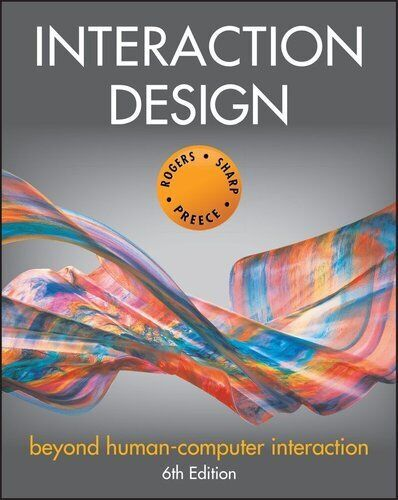 INTERACTION
DESIGN
ROGERS • SHARP • PREECE •
beyond human-computer interaction
6th Edition